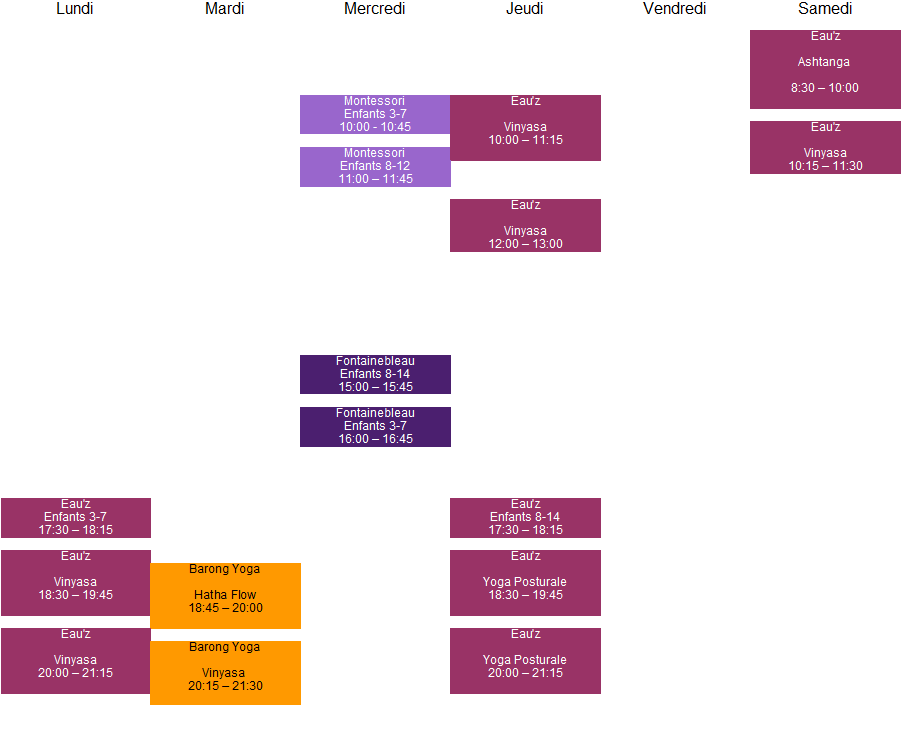 Lundi
Mardi
Mercredi
Jeudi
Vendredi
Samedi
Eau'z
Enfants 3-7
17:30 – 18:15
Eau'z
Vinyasa
18:30 – 19:45
Eau'z
Vinyasa
20:00 – 21:15
Barong Yoga
Hatha Flow
18:45 – 20:00
Barong Yoga
Vinyasa
20:15 – 21:30
Montessori
Enfants 3-7
10:00 - 10:45
Montessori
Enfants 8-12
11:00 – 11:45
Fontainebleau
Enfants 8-14
15:00 – 15:45
Fontainebleau
Enfants 3-7
16:00 – 16:45
Eau'z
Vinyasa
10:00 – 11:15
Eau'z
Vinyasa
12:00 – 13:00
Eau'z
Enfants 8-14
17:30 – 18:15
Eau'z
Yoga Posturale
18:30 – 19:45
Eau'z
Yoga Posturale
20:00 – 21:15
Eau'z
Ashtanga
8:30 – 10:00
Eau'z
Vinyasa
10:15 – 11:30